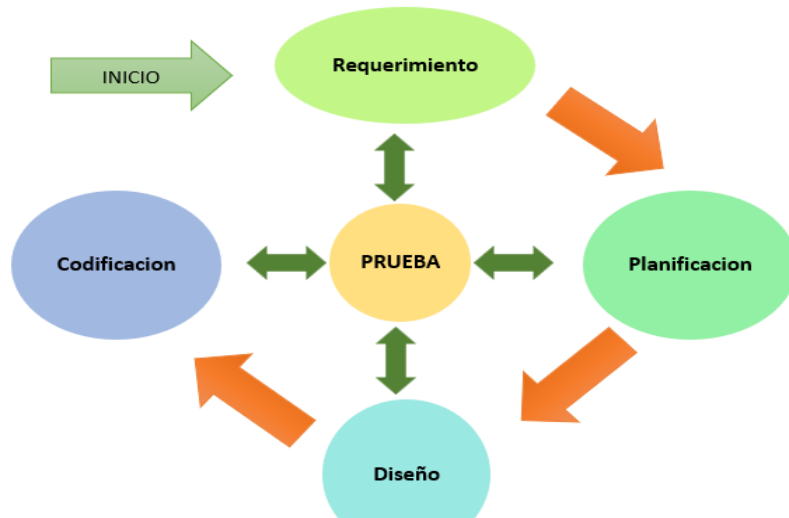 INICIO
Requerimiento
Codificacion
PRUEBA
Planificacion
Diseño